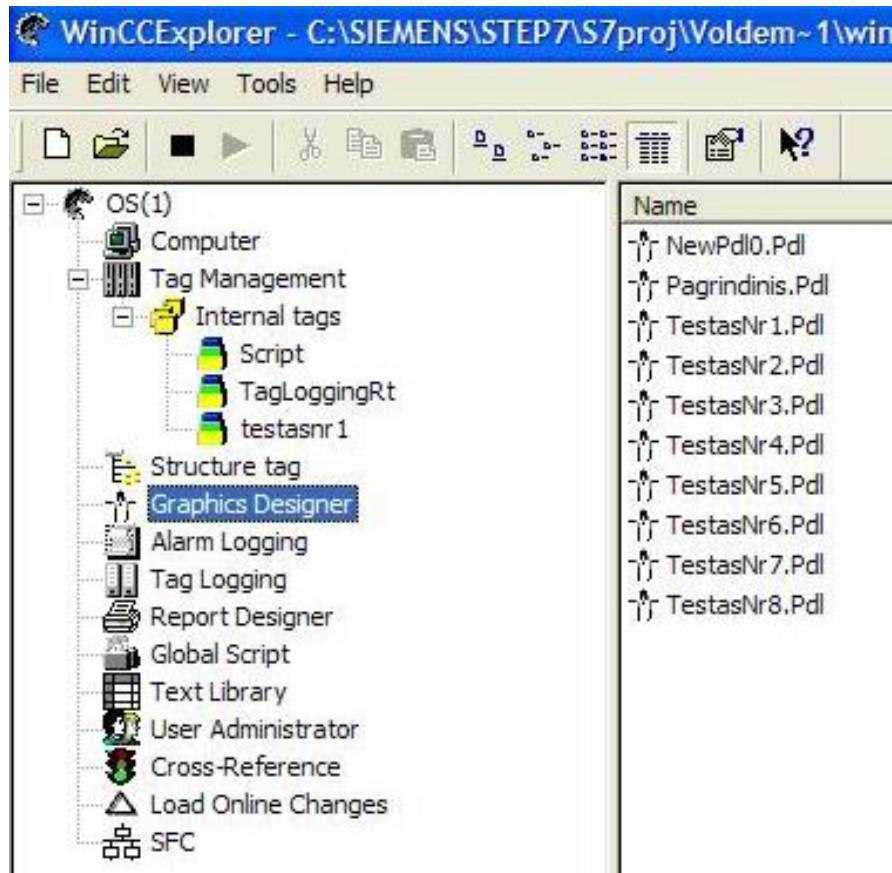 WinCCExplorer - C:\SIEMENS\STEP7\S7proj\Voldem~1\win
File Edit View Tools Help
OS(1)
Computer
Tag Management
Internal tags
Script
TagLoggingRt
testasnr1
Structure tag
Graphics Designer
Alarm Logging
Tag Logging
Report Designer
Global Script
Text Library
User Administrator
Cross-Reference
Load Online Changes
SFC
Name
NewPdl0.Pdl
Pagrindinis.Pdl
TestasNr1.Pdl
TestasNr2.Pdl
TestasNr3.Pdl
TestasNr4.Pdl
TestasNr5.Pdl
TestasNr6.Pdl
TestasNr7.Pdl
TestasNr8.Pdl